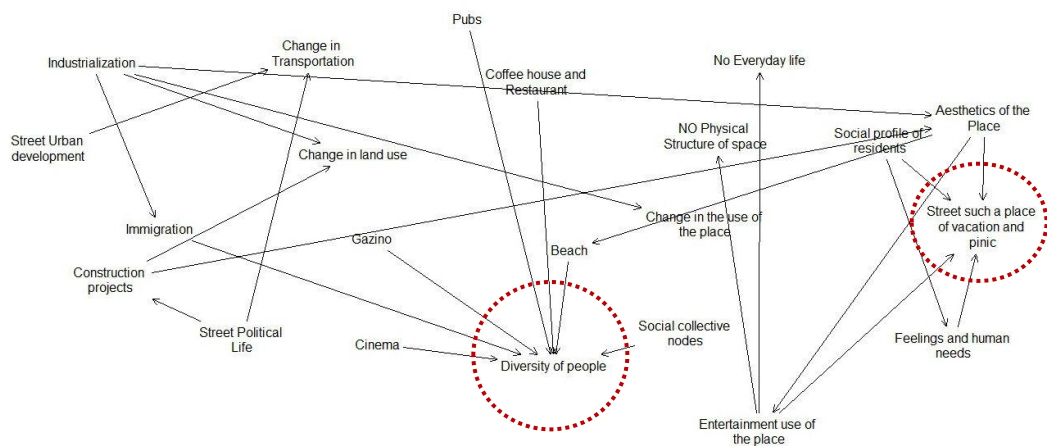 Pubs
Change in
Transportation
Industrialization
No Everyday life
Coffee house and
Restaurant
Aesthetics of the
Place
Street Urban
development
NO Physical
Structure of space
Social profile of
residents
Change in land use
Street such a place
of vacation and
pinic
Change in the use of
the place
Immigration
Gazino
Beach
Construction
projects
Street Political
Life
Social collective
nodes
Feelings and human
needs
Cinema
Diversity of people
Entertainment use of
the place